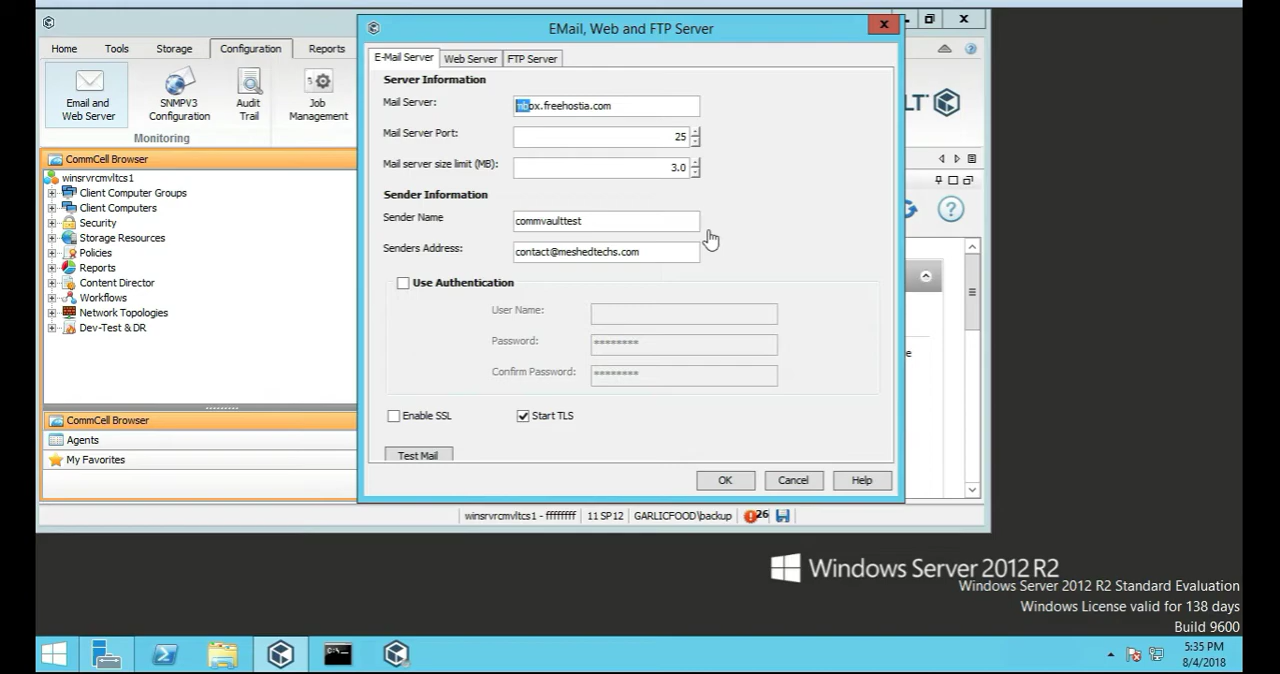 EMail, Web and FTP Server
Home Tools Storage Configuration Reports
Email and
Web Server
SNMPV3
Configuration
Audit
Trail
Job
Management
Monitoring
LT
CommCell Browser
winsrvrcmvltcs1
Client Computer Groups
Client Computers
Security
Storage Resources
Policies
Reports
Content Director
Workflows
Network Topologies
Dev-Test & DR
CommCell Browser
Agents
My Favorites
E-Mail Server Web Server FTP Server
Server Information
Mail Server: mbox.freehostia.com
Mail Server Port: 25
Mail server size limit (MB): 3.0
Sender Information
Sender Name commvaulttest
Senders Address: contact@meshedtechs.com
Use Authentication
User Name:
Password: ********
Confirm Password: ********
Enable SSL Start TLS
Test Mail
OK Cancel Help
e
winsrvrcmvltcs1 - ffffffff 11 SP12 GARLICFOOD\backup 26
Windows Server 2012 R2
Windows Server 2012 R2 Standard Evaluation
Windows License valid for 138 days
Build 9600
5:35 PM
8/4/2018